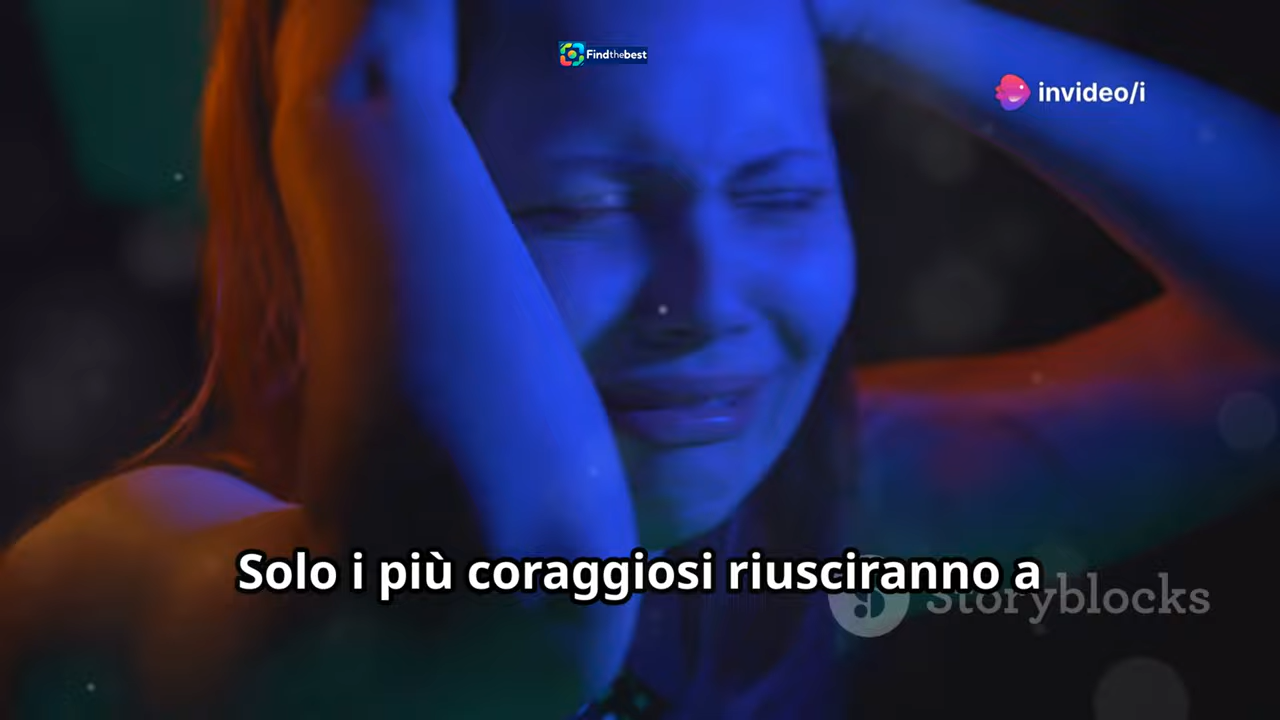 Findthebest
invideo/i
Solo i più coraggiosi riusciranno a
Storyblocks